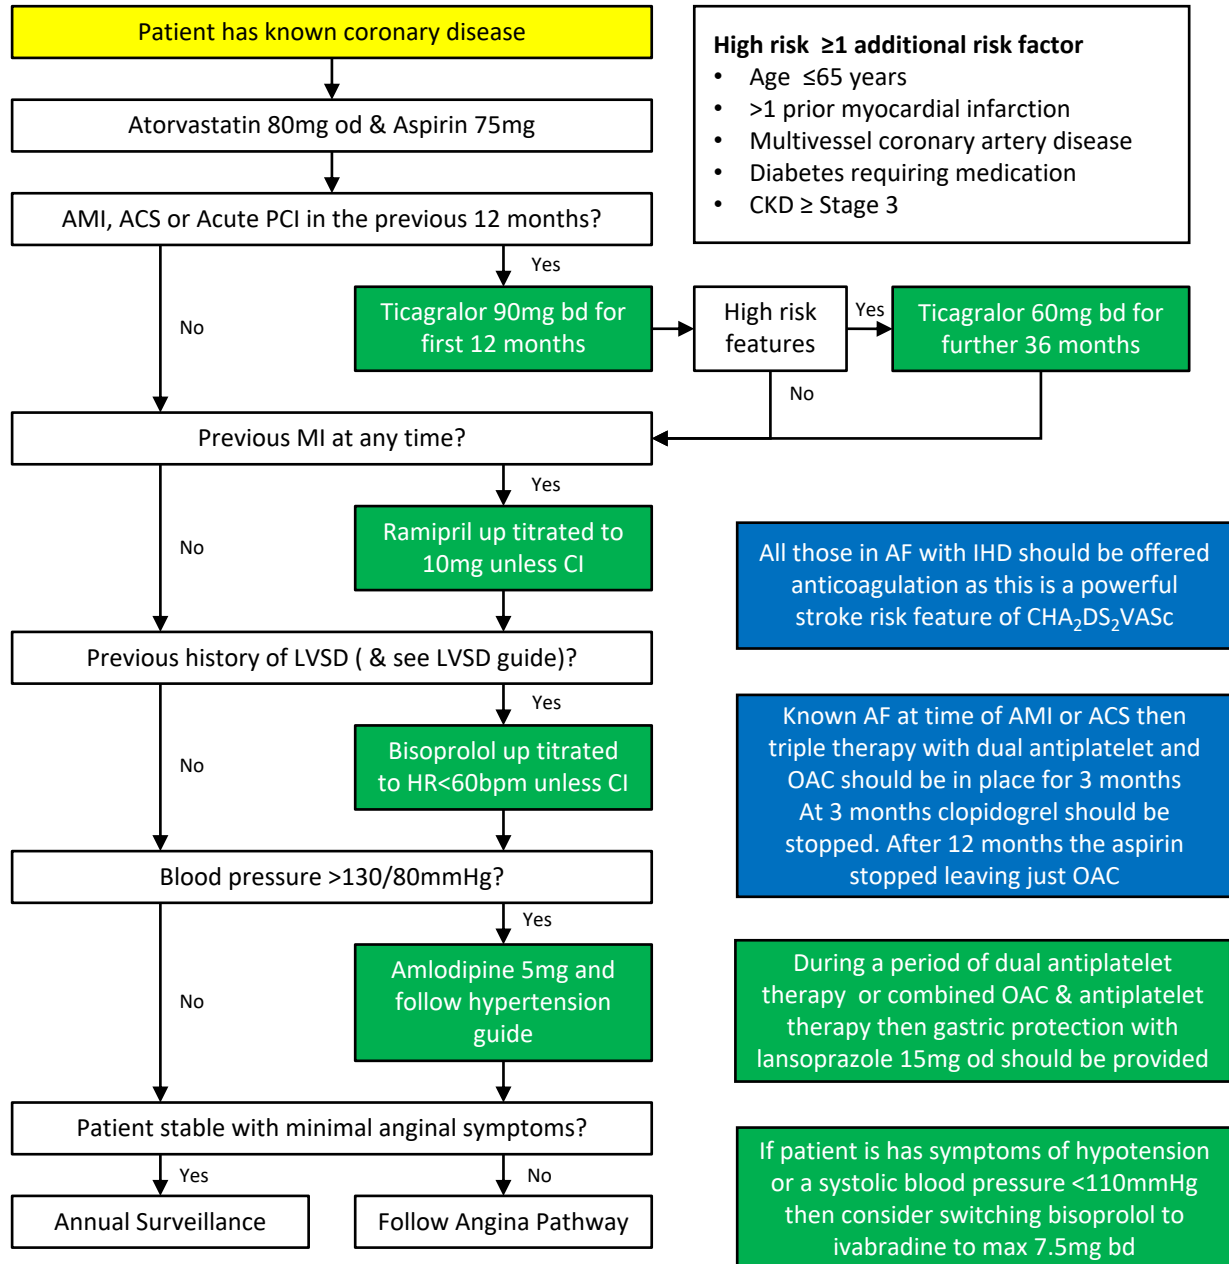 Patient has known coronary disease
High risk ≥1 additional risk factor
• Age ≤65 years
• >1 prior myocardial infarction
• Multivessel coronary artery disease
• Diabetes requiring medication
• CKD ≥ Stage 3
Atorvastatin 80mg od & Aspirin 75mg
AMI, ACS or Acute PCI in the previous 12 months?
Yes
No
Ticagralor 90mg bd for
first 12 months
High risk
features
Yes
Ticagralor 60mg bd for
further 36 months
No
Previous MI at any time?
Yes
No
Ramipril up titrated to
10mg unless CI
All those in AF with IHD should be offered
anticoagulation as this is a powerful
stroke risk feature of CHA₂DS₂VASc
Previous history of LVSD ( & see LVSD guide)?
Yes
No
Bisoprolol up titrated
to HR<60bpm unless CI
Known AF at time of AMI or ACS then
triple therapy with dual antiplatelet and
OAC should be in place for 3 months
At 3 months clopidogrel should be
stopped. After 12 months the aspirin
stopped leaving just OAC
Blood pressure >130/80mmHg?
Yes
No
Amlodipine 5mg and
follow hypertension
guide
During a period of dual antiplatelet
therapy or combined OAC & antiplatelet
therapy then gastric protection with
lansoprazole 15mg od should be provided
Patient stable with minimal anginal symptoms?
Yes
No
Annual Surveillance
Follow Angina Pathway
If patient is has symptoms of hypotension
or a systolic blood pressure <110mmHg
then consider switching bisoprolol to
ivabradine to max 7.5mg bd